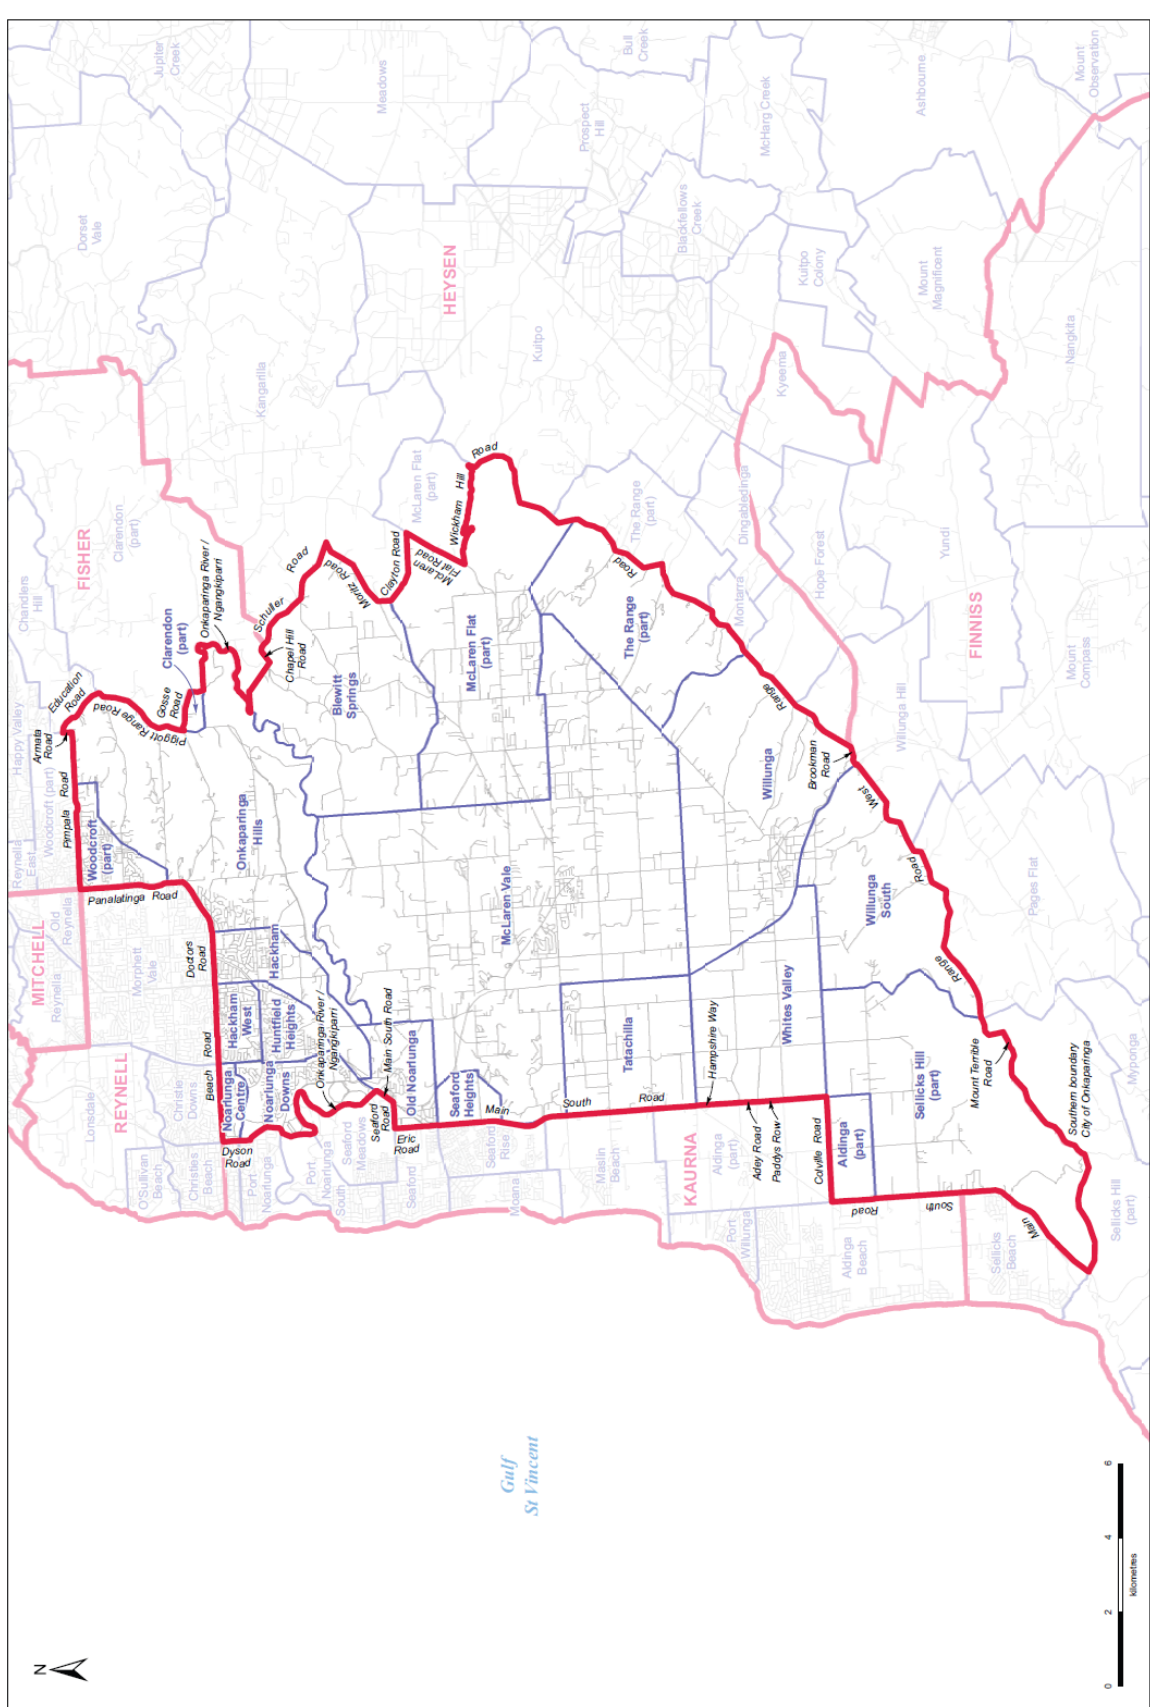 Jupiter
Creek
Meadows
Bull
Creek
Ashbourne
Mount
Observation
Prospect
Hill
McHarg Creek
Dorset
Vale
Blackfellows
Creek
Kuitpo
Colony
Mount
Magnificent
HEYSEN
Kangarilla
Kuitpo
Kyeema
Nangkita
Chandlers
Hill
FISHER
Clarendon
(part)
McLaren Flat
(part)
The Range
(part)
Dingabledinga
Hope Forest
Yundi
Montarra
FINNISS
Mount
Compass
Willunga Hill
Onkaparinga River /
Ngangkiparri
Schuller
Road
Moritz Road
Clayton Road
McLaren
Flat Road
Wickham Hill
Road
Road
Clarendon
(part)
Chapel Hill
Road
Education
Road
Piggott Range Road
Gosse
Road
Armata
Road
Blewitt
Springs
McLaren Flat
(part)
The Range
(part)
Range
Happy Valley
Reynella
East
Woodcroft (part)
Pimpala Road
Woodcroft
(part)
Onkaparinga
Hills
Willunga
Brookman
Road
West
Road
MITCHELL
Old
Reynella
Reynella
Panalatinga Road
Morphett
Vale
Doctors
Road
Hackham
McLaren Vale
Willunga
South
Range
Pages Flat
Hackham
West
Huntfield
Heights
Onkaparinga River /
Ngangkiparri
Main South Road
Whites Valley
Tatachilla
Hampshire Way
Sellicks Hill
(part)
Mount Terrible
Road
Southern boundary
City of Onkaparinga
Myponga
REYNELL
Lonsdale
Christie
Downs
Beach Road
Noarlunga
Centre
Noarlunga
Downs
Old Noarlunga
Seaford
Heights
Seaford
Road
Eric
Road
Main
South
Road
O'Sullivan
Beach
Christies
Beach
Dyson
Road
Port
Noarlunga
Port
Noarlunga
South
Seaford
Meadows
Seaford
Seaford
Rise
Moana
Maslin
Beach
KAURNA
Aldinga
(part)
Adey Road
Paddys Row
Colville Road
Aldinga
(part)
Port
Willunga
Aldinga
Beach
Road
South
Main
Sellicks
Beach
Sellicks Hill
(part)
Gulf
St Vincent
N
0
2
4
6
kilometres